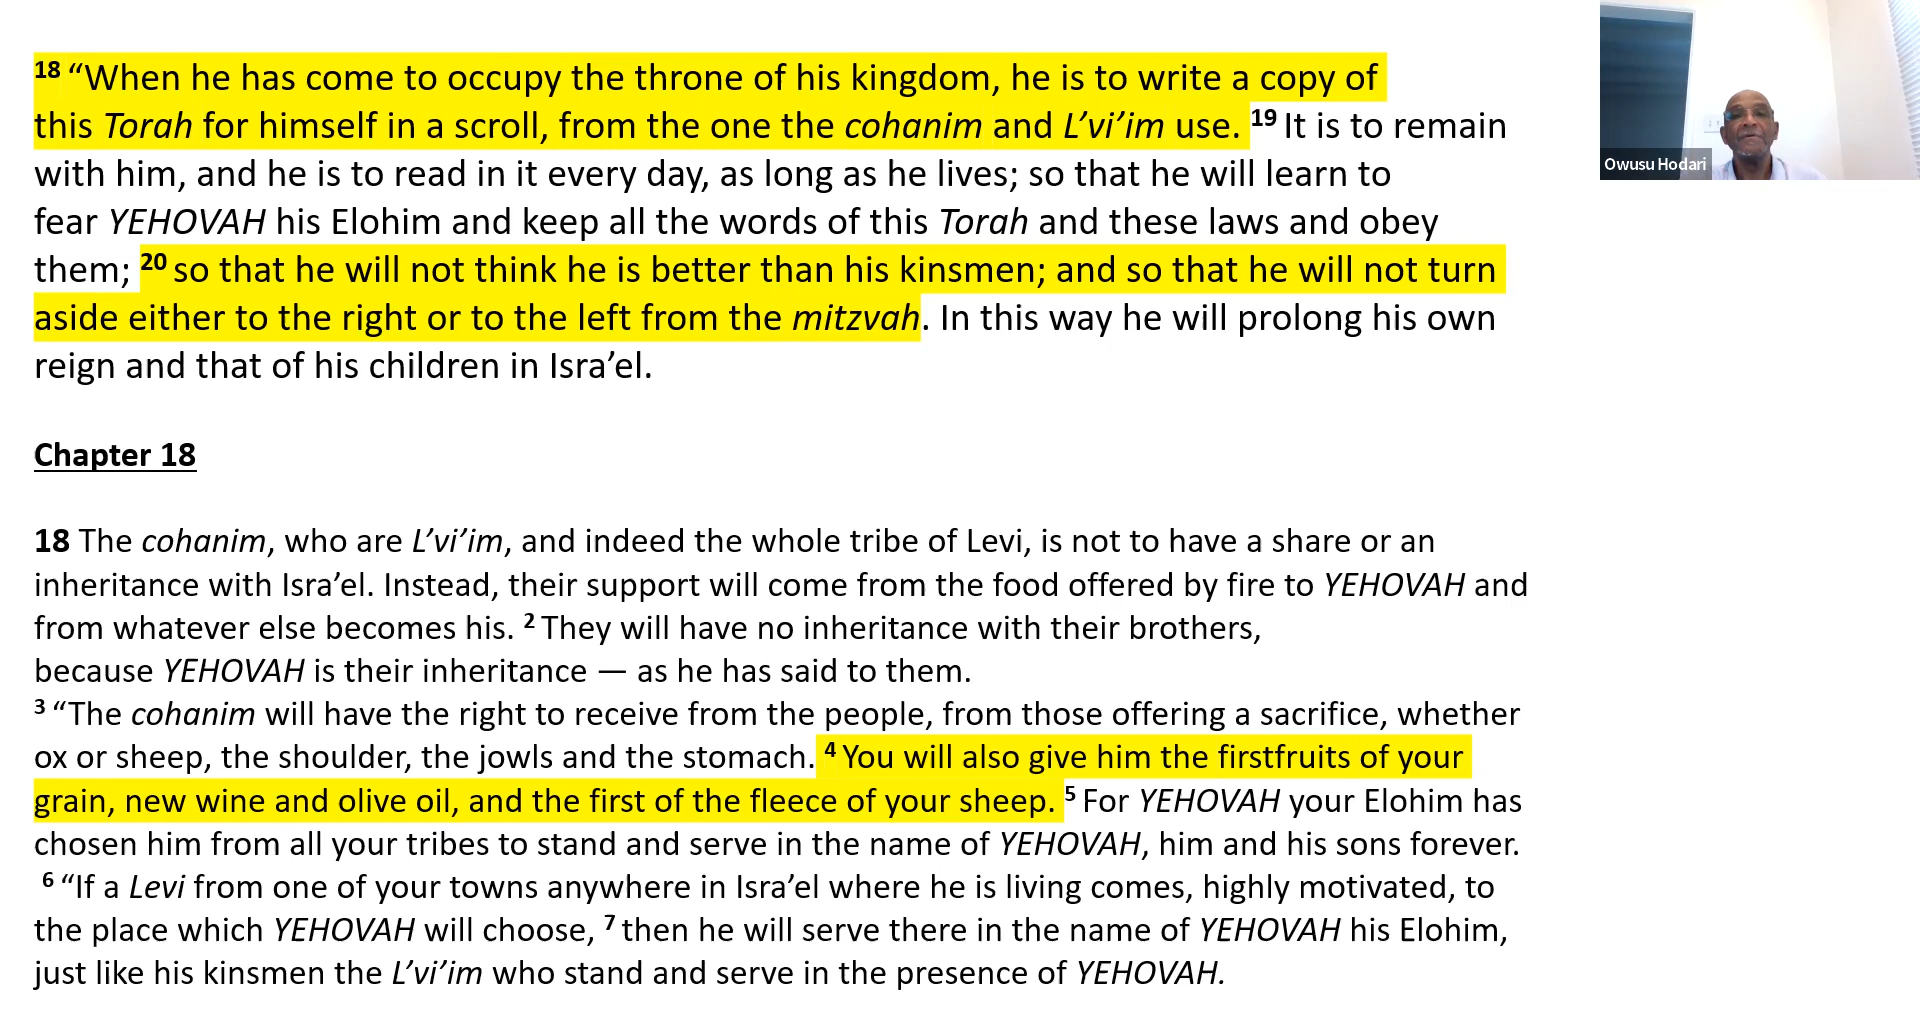 18 “When he has come to occupy the throne of his kingdom, he is to write a copy of
this Torah for himself in a scroll, from the one the cohanim and L’vi’im use. 19 It is to remain
with him, and he is to read in it every day, as long as he lives; so that he will learn to
fear YEHOVAH his Elohim and keep all the words of this Torah and these laws and obey
them; 20 so that he will not think he is better than his kinsmen; and so that he will not turn
aside either to the right or to the left from the mitzvah. In this way he will prolong his own
reign and that of his children in Isra’el.
Chapter 18
18 The cohanim, who are L’vi’im, and indeed the whole tribe of Levi, is not to have a share or an
inheritance with Isra’el. Instead, their support will come from the food offered by fire to YEHOVAH and
from whatever else becomes his. 2 They will have no inheritance with their brothers,
because YEHOVAH is their inheritance — as he has said to them.
3 “The cohanim will have the right to receive from the people, from those offering a sacrifice, whether
ox or sheep, the shoulder, the jowls and the stomach. 4 You will also give him the firstfruits of your
grain, new wine and olive oil, and the first of the fleece of your sheep. 5 For YEHOVAH your Elohim has
chosen him from all your tribes to stand and serve in the name of YEHOVAH, him and his sons forever.
6 “If a Levi from one of your towns anywhere in Isra’el where he is living comes, highly motivated, to
the place which YEHOVAH will choose, 7 then he will serve there in the name of YEHOVAH his Elohim,
just like his kinsmen the L’vi’im who stand and serve in the presence of YEHOVAH.
Owusu Hodari